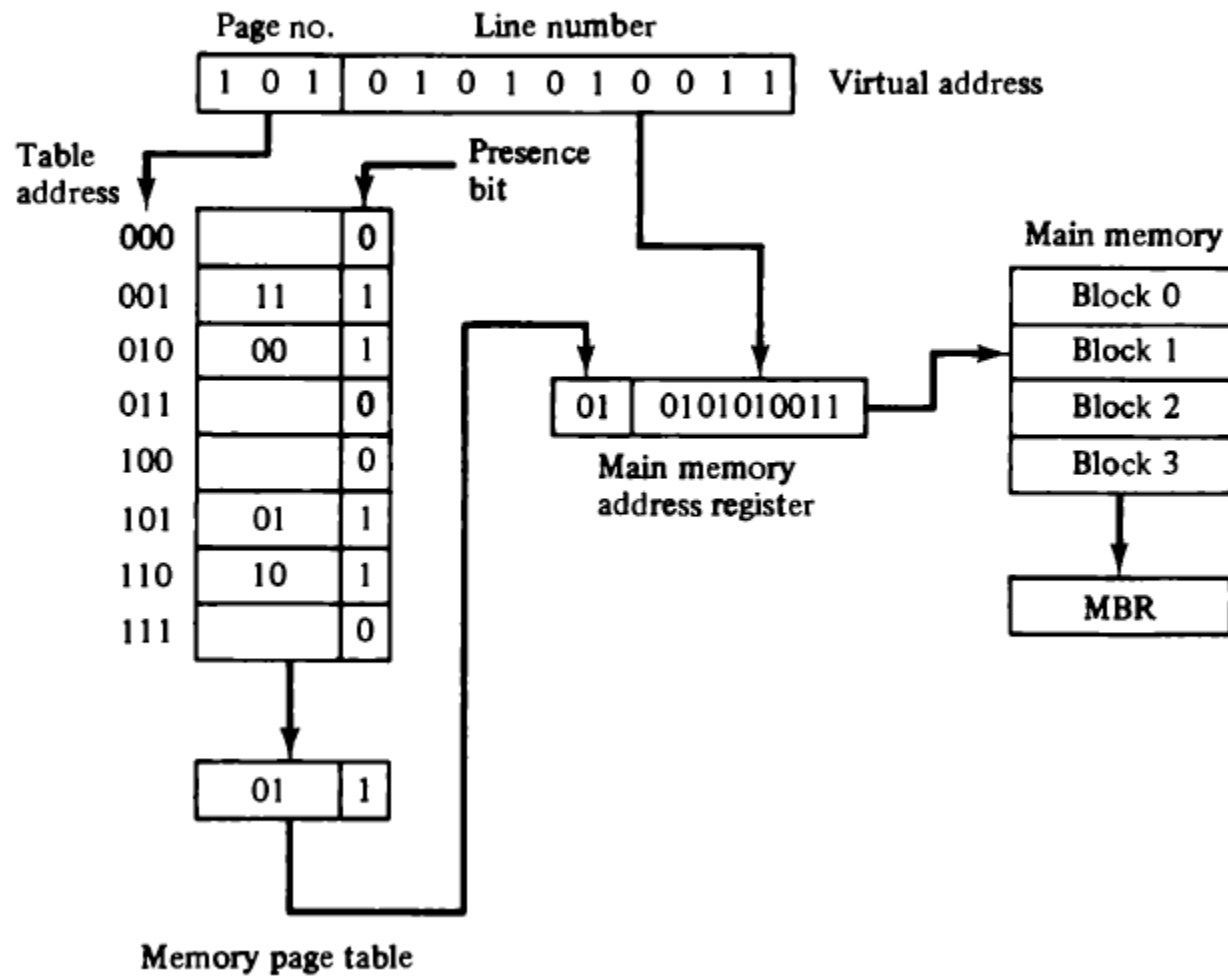 Page no. Line number
1 0 1 0 1 0 1 0 1 0 0 1 1 Virtual address
Table address
Presence bit
000 0
001 11 1
010 00 1
011 0
100 0
101 01 1
110 10 1
111 0
01 1
Memory page table
01 0101010011
Main memory
address register
Main memory
Block 0
Block 1
Block 2
Block 3
MBR